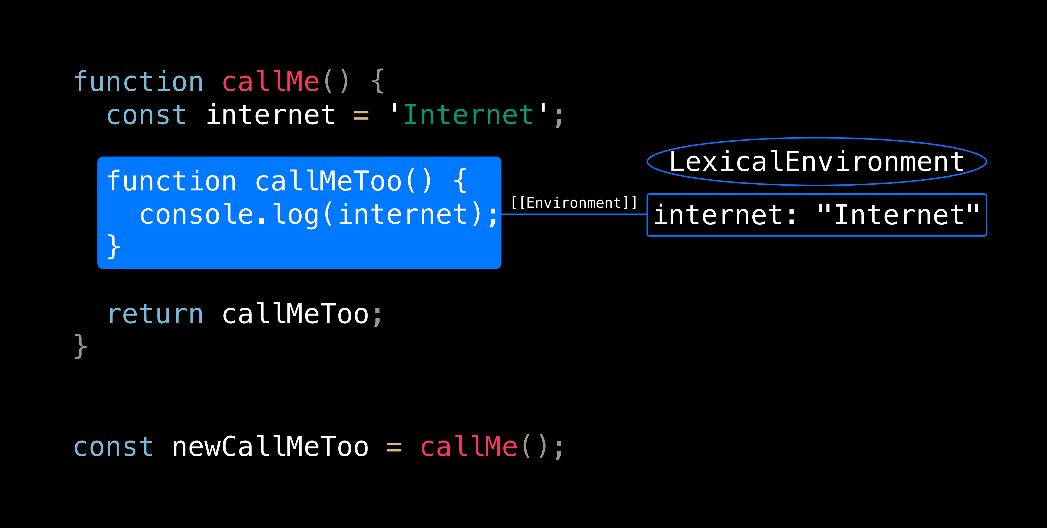 function callMe() {
  const internet = 'Internet';
  function callMeToo() {
    console.log(internet);
  }
  return callMeToo;
}
const newCallMeToo = callMe();
[[Environment]]
LexicalEnvironment
internet: "Internet"